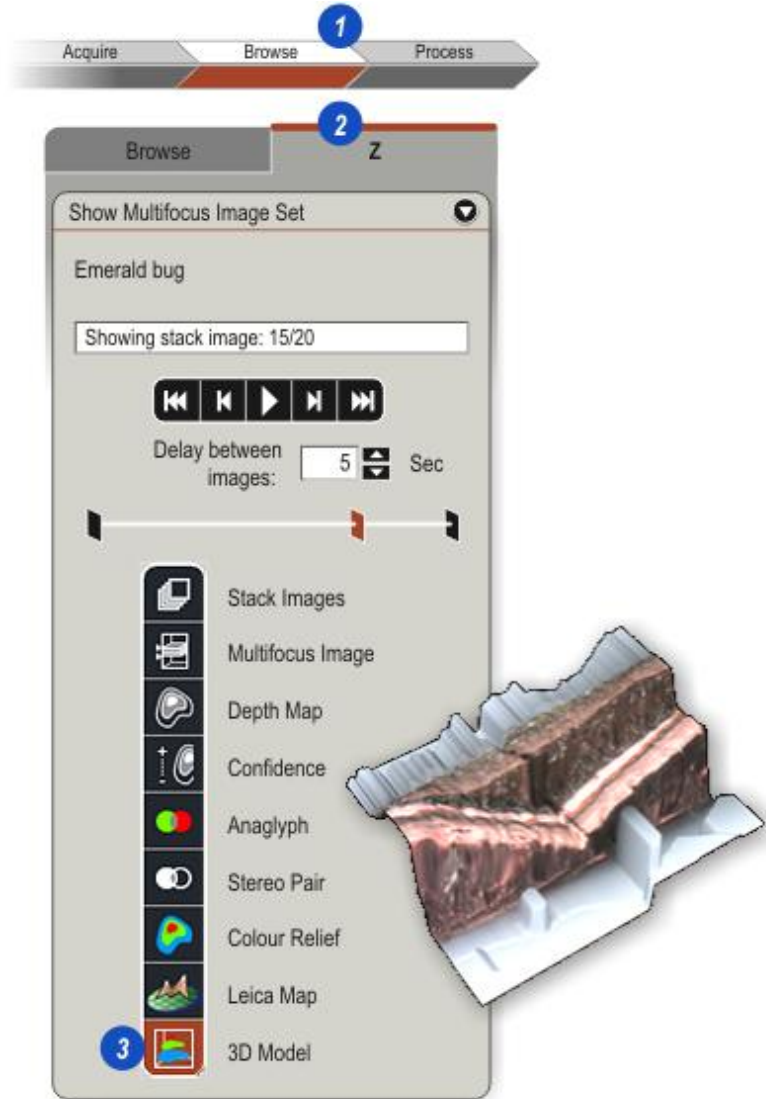 1
Acquire Browse Process
2
Browse Z
Show Multifocus Image Set
Emerald bug
Showing stack image: 15/20
Delay between
images: 5 Sec
Stack Images
Multifocus Image
Depth Map
Confidence
Anaglyph
Stereo Pair
Colour Relief
Leica Map
3 3D Model